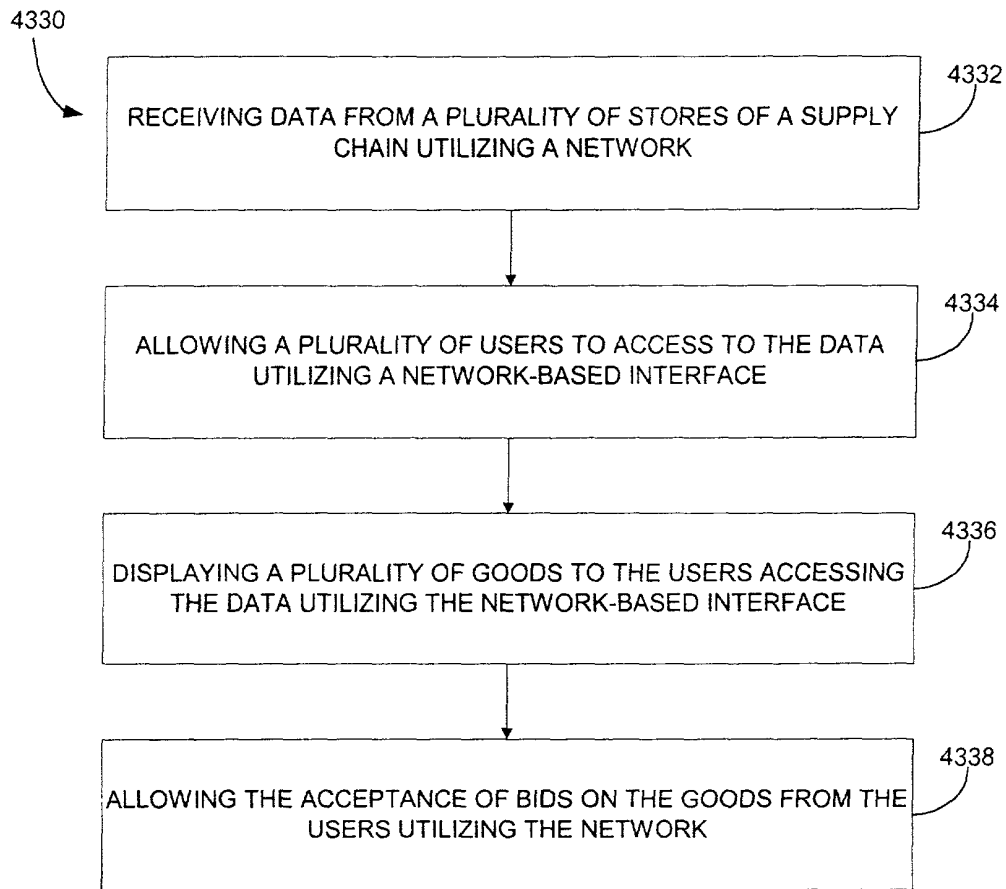 4330
4332
RECEIVING DATA FROM A PLURALITY OF STORES OF A SUPPLY
CHAIN UTILIZING A NETWORK
4334
ALLOWING A PLURALITY OF USERS TO ACCESS TO THE DATA
UTILIZING A NETWORK-BASED INTERFACE
4336
DISPLAYING A PLURALITY OF GOODS TO THE USERS ACCESSING
THE DATA UTILIZING THE NETWORK-BASED INTERFACE
4338
ALLOWING THE ACCEPTANCE OF BIDS ON THE GOODS FROM THE
USERS UTILIZING THE NETWORK